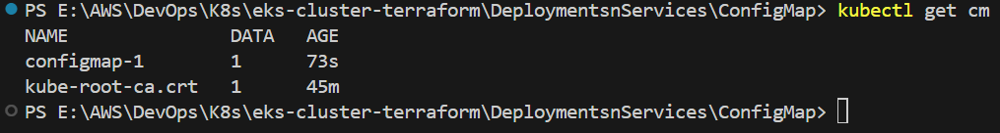 PS E:\AWS\DevOps\K8s\eks-cluster-terraform\DeploymentsnServices\ConfigMap> kubectl get cm
NAME DATA AGE
configmap-1 1 73s
kube-root-ca.crt 1 45m
PS E:\AWS\DevOps\K8s\eks-cluster-terraform\DeploymentsnServices\ConfigMap>